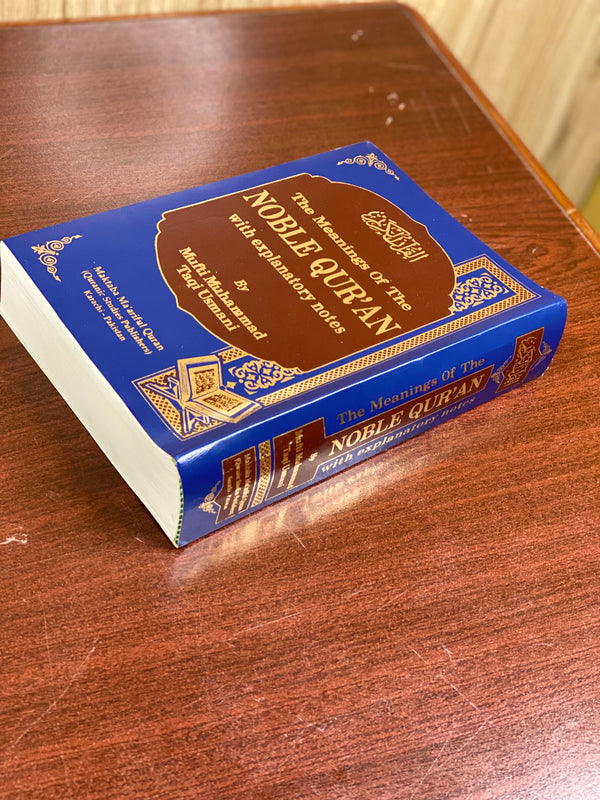 The Meanings Of The
NOBLE QUR'AN
with explanatory notes
By
Mufti Muhammad
Taqi Usmani
Maktaba Ma'ariful Quran
(Quranic Studies Publishers)
Karachi - Pakistan
The Meanings Of The
NOBLE QUR'AN
with explanatory notes
By